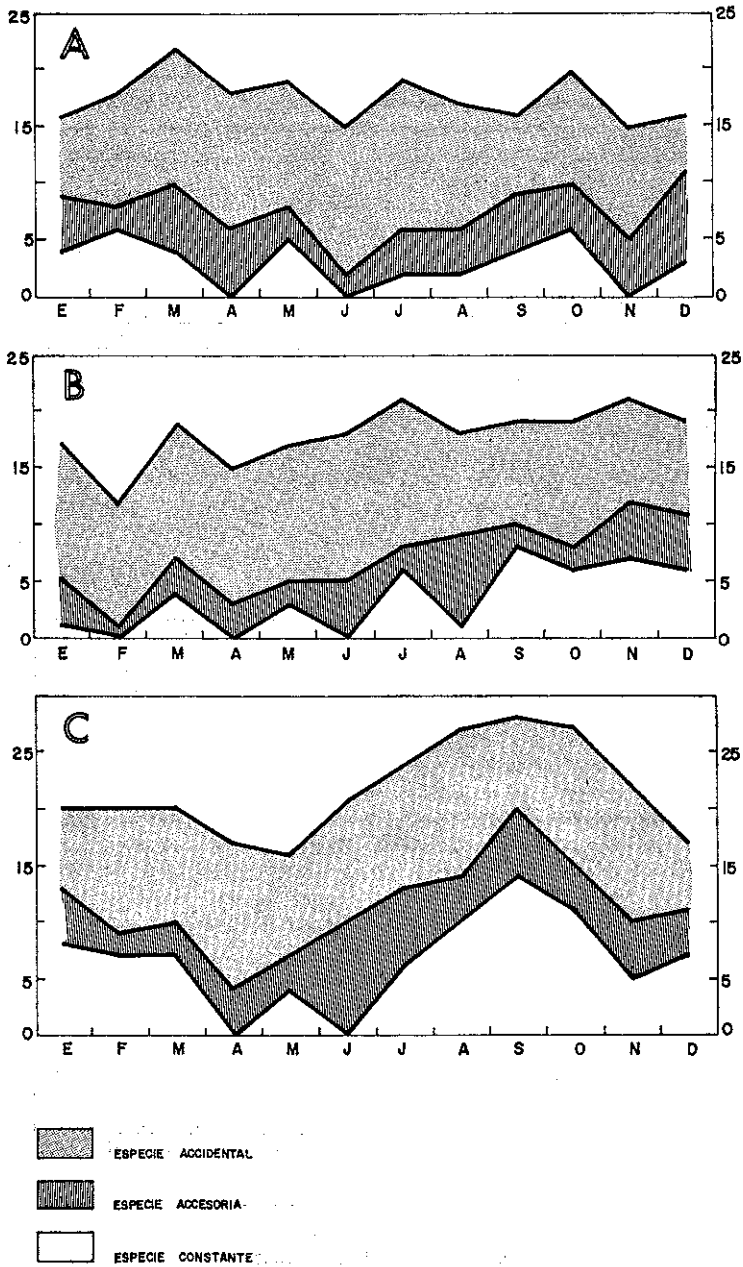 A
25 25
15 15
5 5
0 0
E F M A M J J A S O N D
B
25 25
15 15
5 5
0 0
E F M A M J J A S O N D
C
25 25
15 15
5 5
0 0
E F M A M J J A S O N D
ESPECIE ACCIDENTAL
ESPECIE ACCESORIA
ESPECIE CONSTANTE